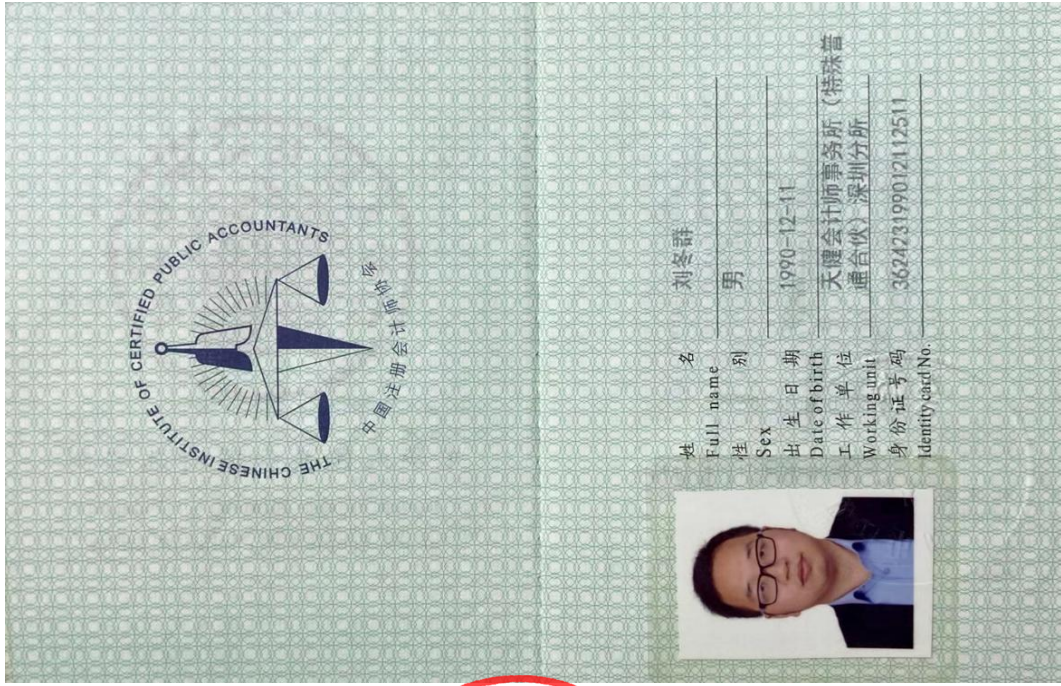 THE CHINESE INSTITUTE OF CERTIFIED PUBLIC ACCOUNTANTS
中国注册会计师协会
姓 名 刘冬群
Full name
性 别 男
Sex
出生日期 1990-12-11
Date of birth
工作单位 天健会计师事务所（特殊普
Working unit 通合伙）深圳分所
身份证号码 362423199012112511
Identity card No.